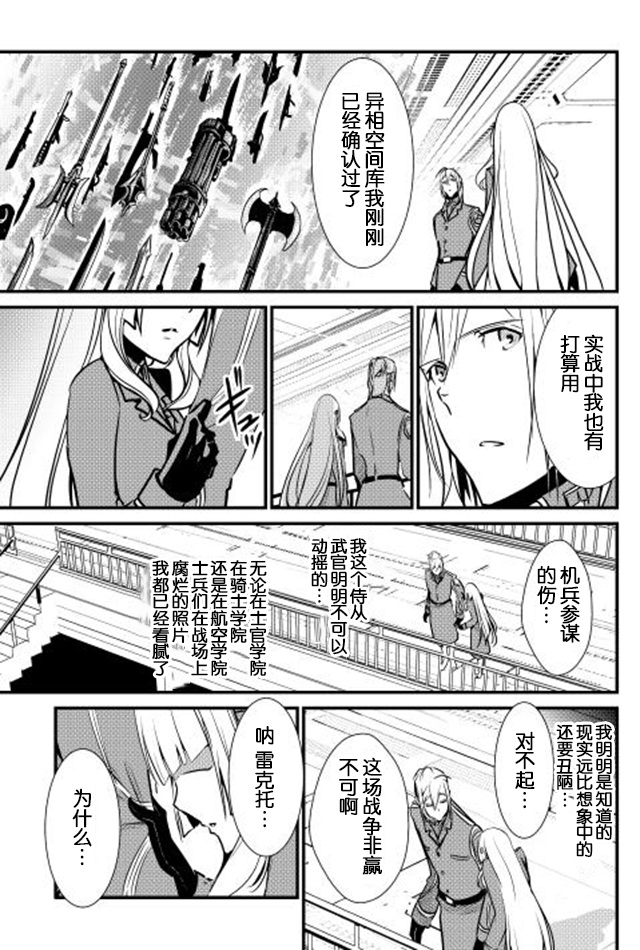 异相空间库我刚刚
已经确认过了
实战中我也有
打算用
机兵参谋
的伤…
我这个侍从
武官明明不可以
动摇的…
无论在士官学院
在骑士学院
还是在航空学院
士兵们在战场上
腐烂的照片
我都已经看腻了
我明明是知道的
现实远比想象中的
还要丑陋…
对不起…
这场战争非赢
不可啊
呐 雷克托…
为什么…